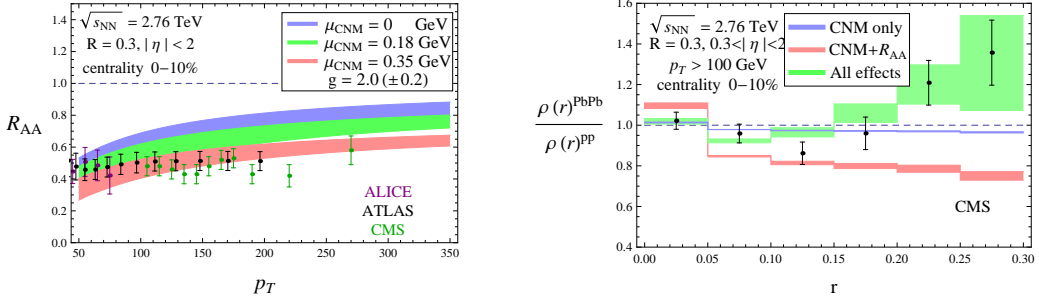 √s_NN = 2.76 TeV
R = 0.3, | η | < 2
centrality 0–10%
μ_CNM = 0 GeV
μ_CNM = 0.18 GeV
μ_CNM = 0.35 GeV
g = 2.0 (±0.2)
R_AA
1.4
1.2
1.0
0.8
0.6
0.4
0.2
0.0
ALICE
ATLAS
CMS
50 100 150 200 250 300 350
p_T
√s_NN = 2.76 TeV
R = 0.3, 0.3<| η |<2
p_T > 100 GeV
centrality 0–10%
CNM only
CNM+R_AA
All effects
ρ (r)^PbPb
ρ (r)^pp
1.6
1.4
1.2
1.0
0.8
0.6
0.4
CMS
0.00 0.05 0.10 0.15 0.20 0.25 0.30
r